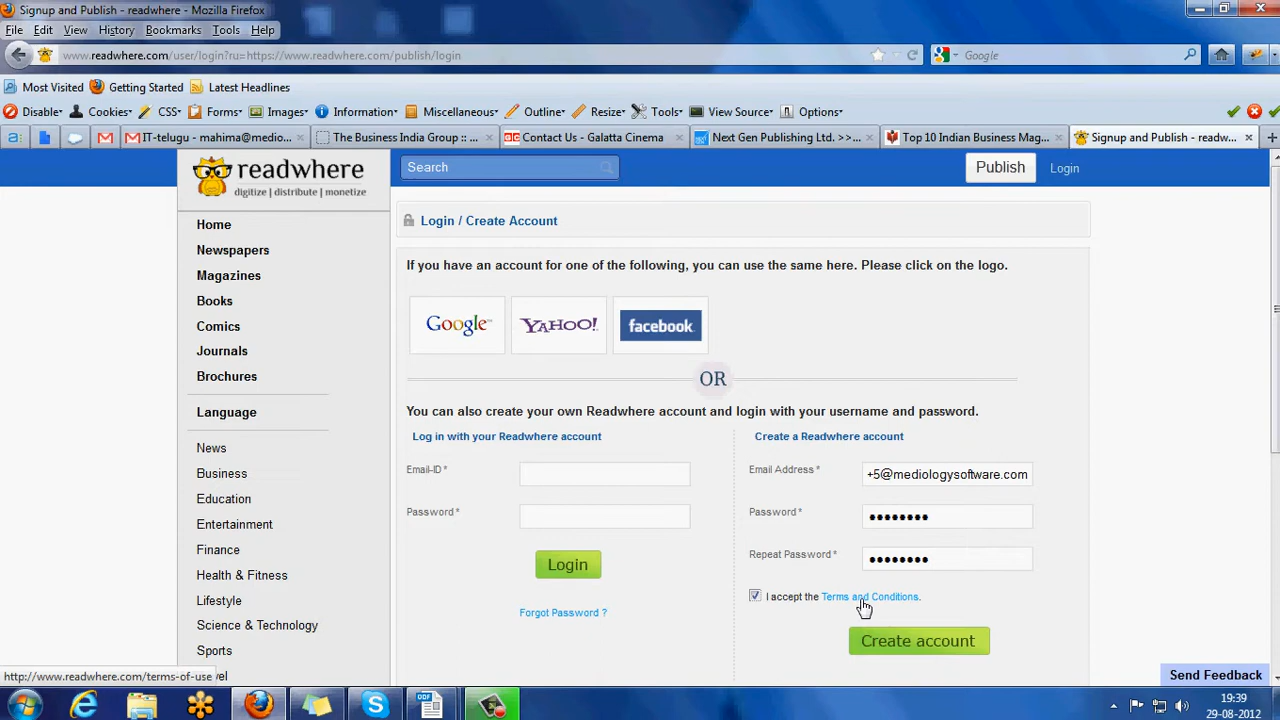 Signup and Publish - readwhere - Mozilla Firefox
File Edit View History Bookmarks Tools Help
www.readwhere.com/user/login?ru=https://www.readwhere.com/publish/login
Google
Most Visited Getting Started Latest Headlines
Disable Cookies CSS Forms Images Information Miscellaneous Outline Resize Tools View Source Options
IT-telugu - mahima@medio... The Business India Group :: ... Contact Us - Galatta Cinema Next Gen Publishing Ltd. >>... Top 10 Indian Business Mag... Signup and Publish - readw...
readwhere
digitize | distribute | monetize
Search
Publish
Login
Home
Newspapers
Magazines
Books
Comics
Journals
Brochures
Language
News
Business
Education
Entertainment
Finance
Health & Fitness
Lifestyle
Science & Technology
Sports
vel
Login / Create Account
If you have an account for one of the following, you can use the same here. Please click on the logo.
Google™
YAHOO!
facebook
OR
You can also create your own Readwhere account and login with your username and password.
Log in with your Readwhere account
Email-ID *
Password *
Login
Forgot Password ?
Create a Readwhere account
Email Address * +5@mediologysoftware.com
Password * ●●●●●●●●
Repeat Password * ●●●●●●●●
I accept the Terms and Conditions.
Create account
http://www.readwhere.com/terms-of-use
Send Feedback
19:39
29-08-2012